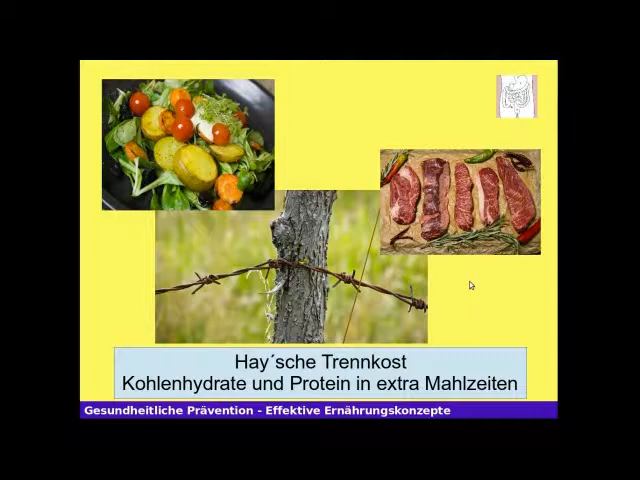 Hay´sche Trennkost
Kohlenhydrate und Protein in extra Mahlzeiten
Gesundheitliche Prävention - Effektive Ernährungskonzepte